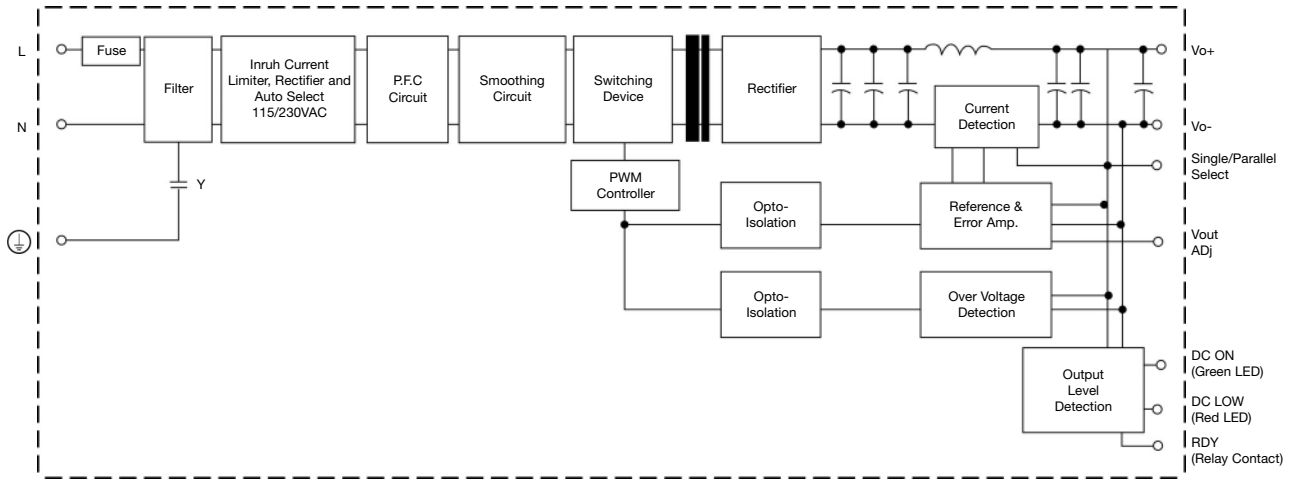 L
Fuse
Filter
Inruh Current
Limiter, Rectifier and
Auto Select
115/230VAC
P.F.C
Circuit
Smoothing
Circuit
Switching
Device
Rectifier
Current
Detection
Vo+
N
Vo-
Single/Parallel
Select
Y
PWM
Controller
Opto-
Isolation
Reference &
Error Amp.
Vout
ADj
Opto-
Isolation
Over Voltage
Detection
Output
Level
Detection
DC ON
(Green LED)
DC LOW
(Red LED)
RDY
(Relay Contact)